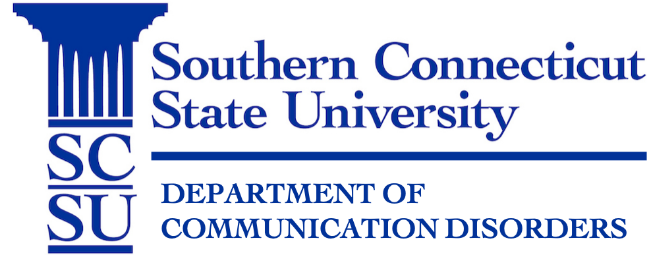 Southern Connecticut
State University
SC
SU
DEPARTMENT OF
COMMUNICATION DISORDERS